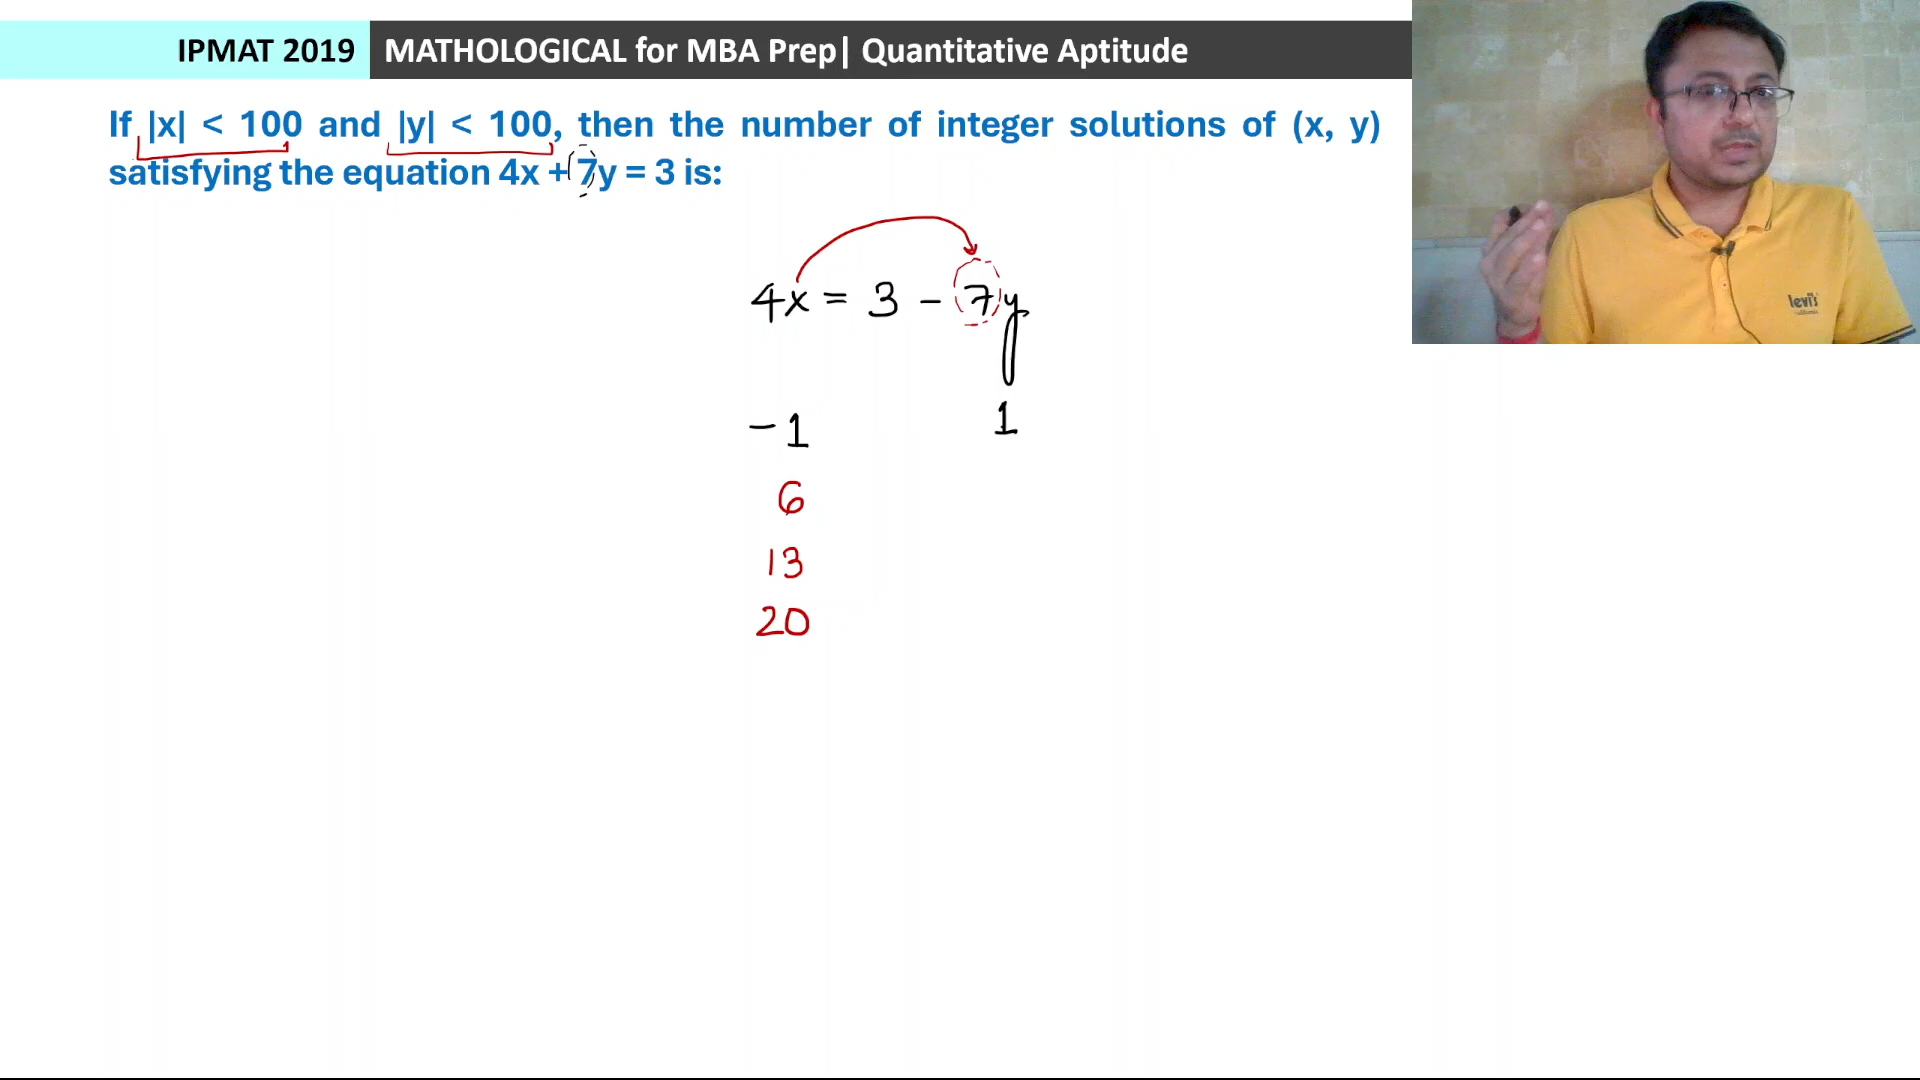 IPMAT 2019 MATHOLOGICAL for MBA Prep| Quantitative Aptitude
If |x| < 100 and |y| < 100, then the number of integer solutions of (x, y)
satisfying the equation 4x + 7y = 3 is:
4x = 3 - 7y
-1 1
6
13
20
levi's